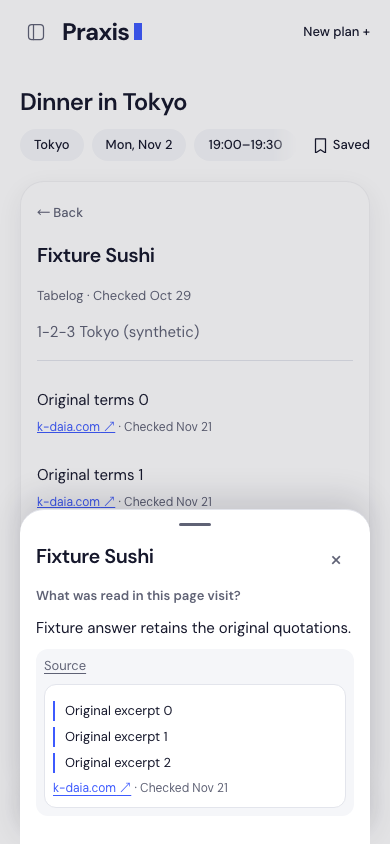 Praxis
New plan +
Dinner in Tokyo
Tokyo
Mon, Nov 2
19:00–19:30
Saved
← Back
Fixture Sushi
Tabelog · Checked Oct 29
1-2-3 Tokyo (synthetic)
Original terms 0
k-daia.com ↗ · Checked Nov 21
Original terms 1
k-daia.com ↗ · Checked Nov 21
Fixture Sushi
×
What was read in this page visit?
Fixture answer retains the original quotations.
Source
Original excerpt 0
Original excerpt 1
Original excerpt 2
k-daia.com ↗ · Checked Nov 21